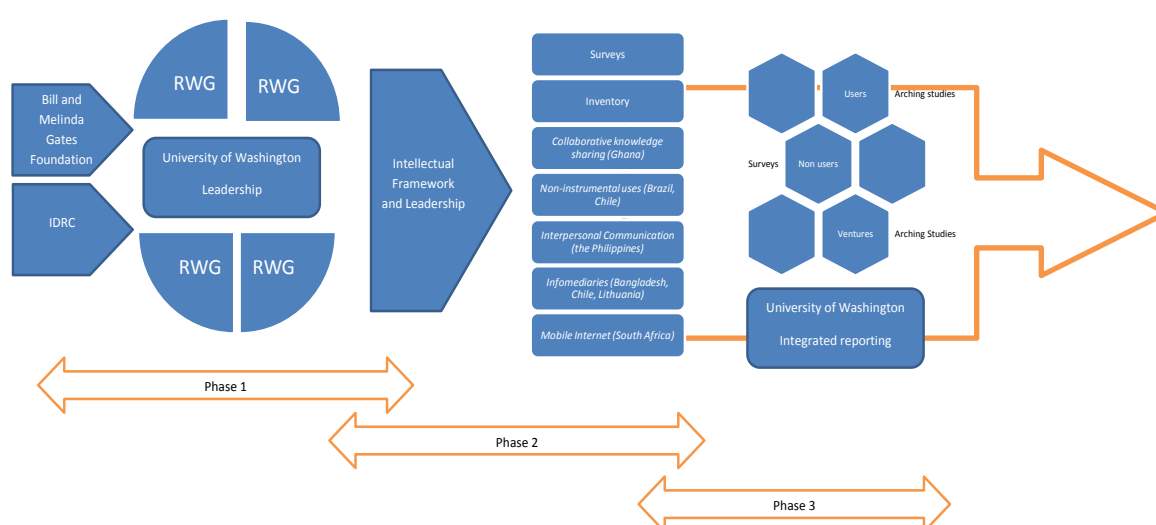 Bill and
Melinda
Gates
Foundation
IDRC
RWG
RWG
University of Washington
Leadership
RWG
RWG
Intellectual
Framework
and Leadership
Surveys
Inventory
Collaborative knowledge
sharing (Ghana)
Non-instrumental uses (Brazil,
Chile)
Interpersonal Communication
(the Philippines)
Infomediaries (Bangladesh,
Chile, Lithuania)
Mobile Internet (South Africa)
Users
Arching studies
Surveys
Non users
Ventures
Arching Studies
University of Washington
Integrated reporting
Phase 1
Phase 2
Phase 3